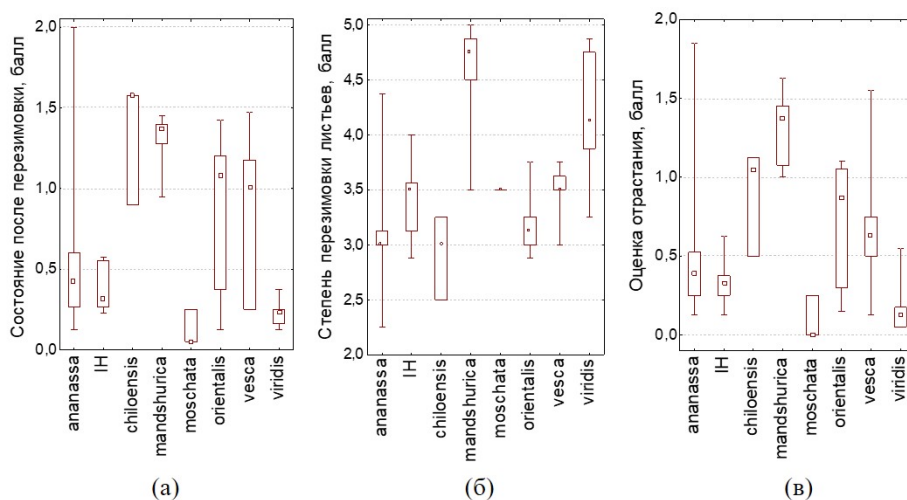 Состояние после перезимовки, балл
2,0
1,5
1,0
0,5
0,0
ananassa
IH
chiloensis
mandshurica
moschata
orientalis
vesca
viridis
(а)
Степень перезимовки листьев, балл
5,0
4,5
4,0
3,5
3,0
2,5
2,0
ananassa
IH
chiloensis
mandshurica
moschata
orientalis
vesca
viridis
(б)
Оценка отрастания, балл
2,0
1,5
1,0
0,5
0,0
ananassa
IH
chiloensis
mandshurica
moschata
orientalis
vesca
viridis
(в)